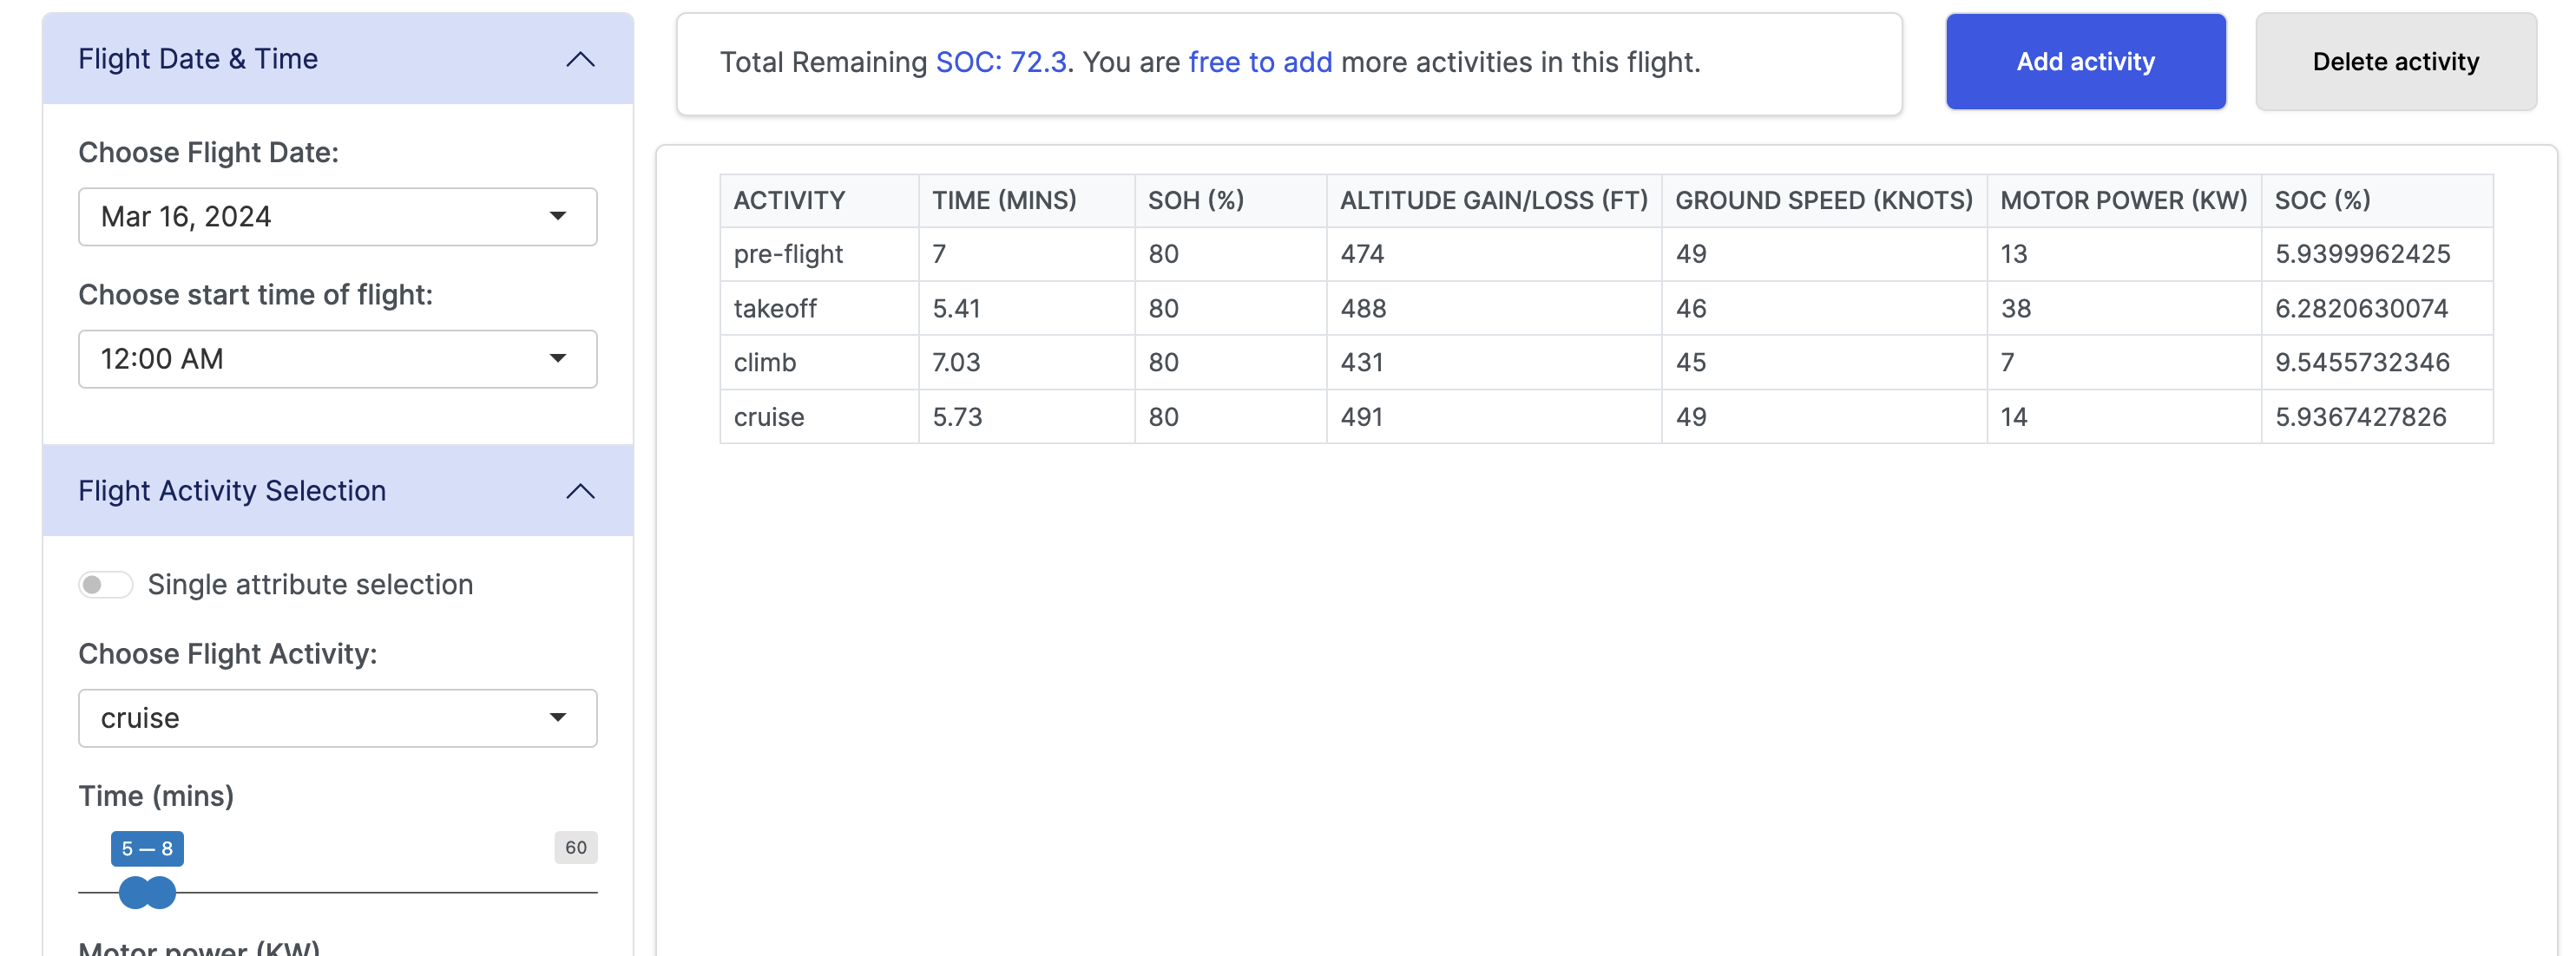 Flight Date & Time
Choose Flight Date:
Mar 16, 2024
Choose start time of flight:
12:00 AM
Flight Activity Selection
Single attribute selection
Choose Flight Activity:
cruise
Time (mins)
5 — 8
60
Motor power (KW)
Total Remaining SOC: 72.3. You are free to add more activities in this flight.
Add activity
Delete activity
ACTIVITY TIME (MINS) SOH (%) ALTITUDE GAIN/LOSS (FT) GROUND SPEED (KNOTS) MOTOR POWER (KW) SOC (%)
pre-flight 7 80 474 49 13 5.9399962425
takeoff 5.41 80 488 46 38 6.2820630074
climb 7.03 80 431 45 7 9.5455732346
cruise 5.73 80 491 49 14 5.9367427826